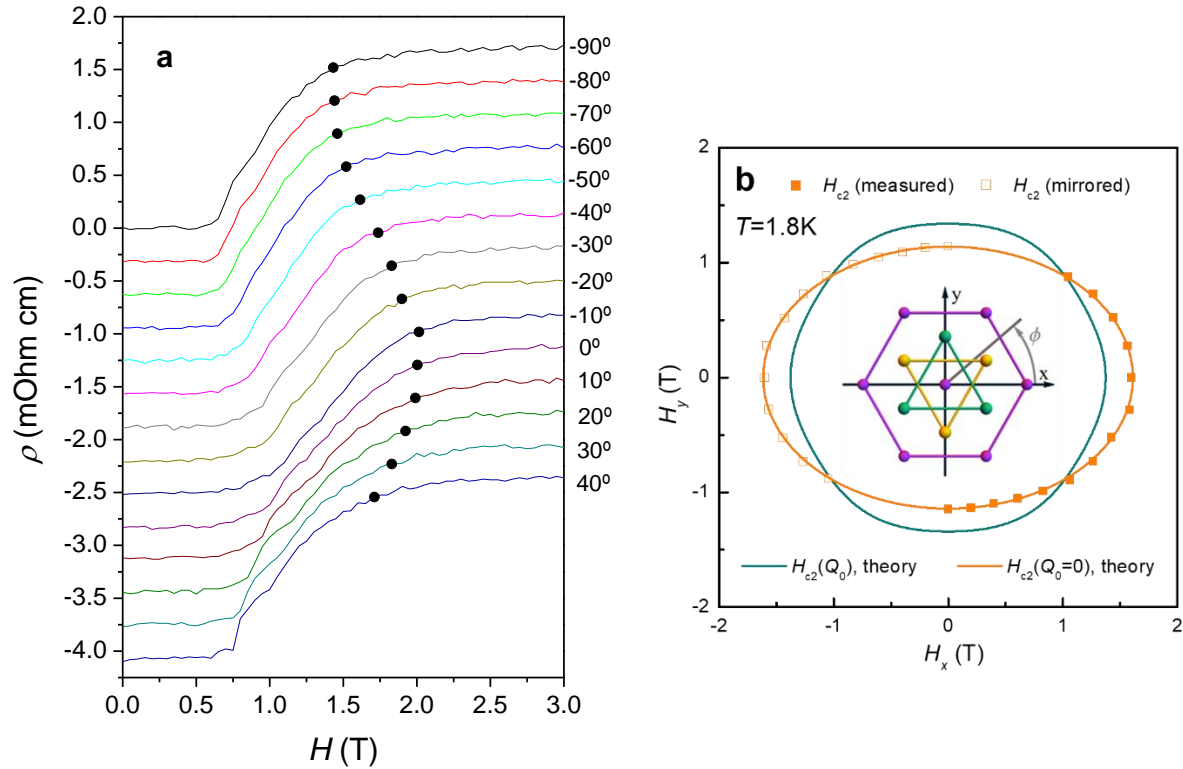 a
2.0
1.5
1.0
0.5
0.0
-0.5
-1.0
-1.5
-2.0
-2.5
-3.0
-3.5
-4.0
ρ (mOhm cm)
0.0 0.5 1.0 1.5 2.0 2.5 3.0
H (T)
-90º
-80º
-70º
-60º
-50º
-40º
-30º
-20º
-10º
0º
10º
20º
30º
40º
b
Hc2 (measured) Hc2 (mirrored)
T=1.8K
y
ϕ
x
Hc2(Q0), theory Hc2(Q0=0), theory
2
1
0
-1
-2
Hy (T)
-2 -1 0 1 2
Hx (T)